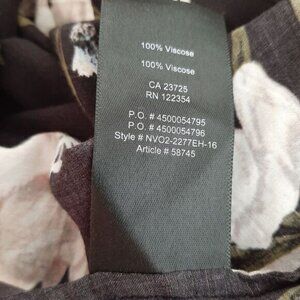 100% Viscose
100% Viscose
CA 23725
RN 122354
P.O. # 4500054795
P.O. # 4500054796
Style # NVO2-2277EH-16
Article # 58745